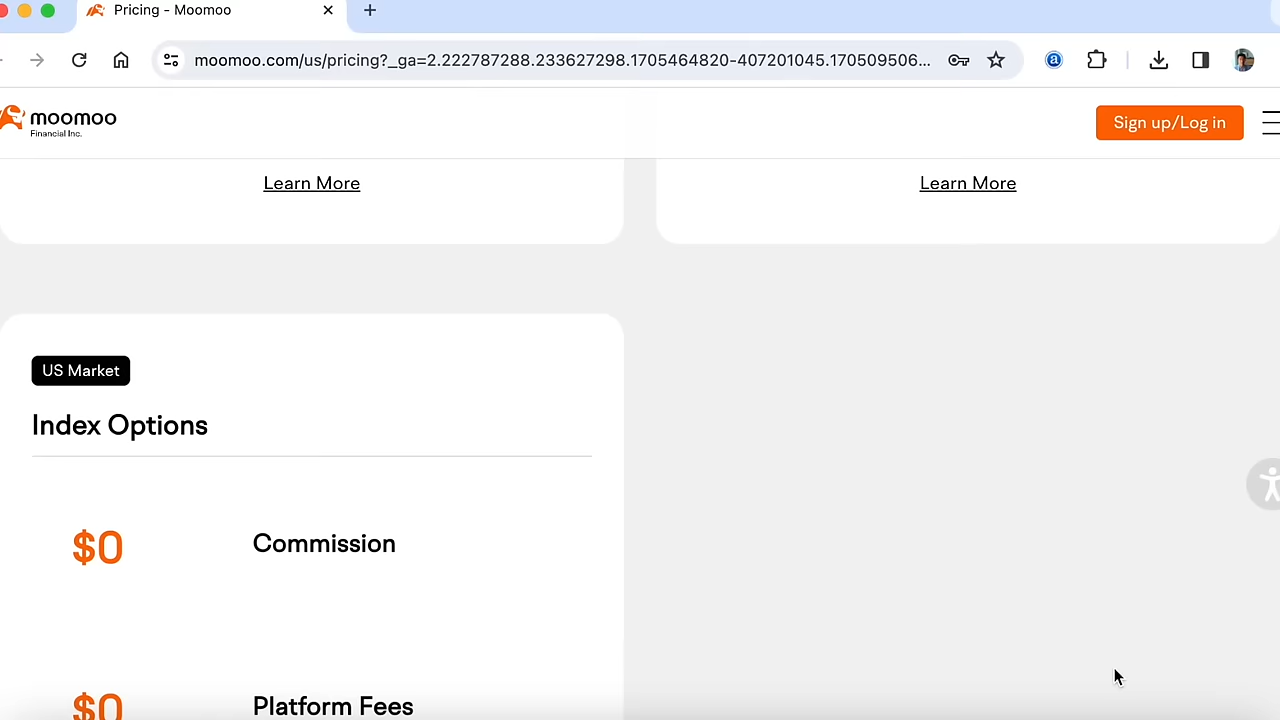 Pricing - Moomoo
moomoo.com/us/pricing?_ga=2.222787288.233627298.1705464820-407201045.170509506...
a
moomoo
Financial Inc.
Sign up/Log in
Learn More
Learn More
US Market
Index Options
$0 Commission
$0 Platform Fees